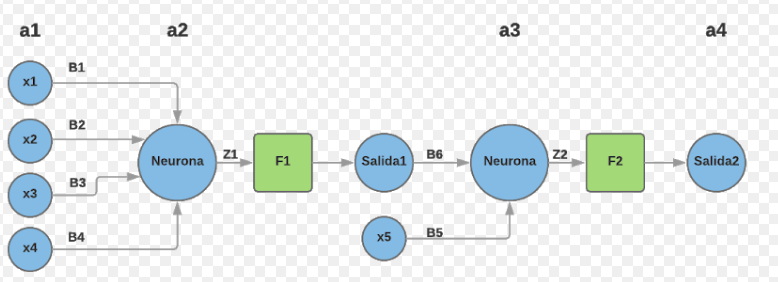 a1 a2 a3 a4
x1 B1
x2 B2
x3 B3
x4 B4
Neurona Z1 F1 Salida1 B6 Neurona Z2 F2 Salida2
x5 B5